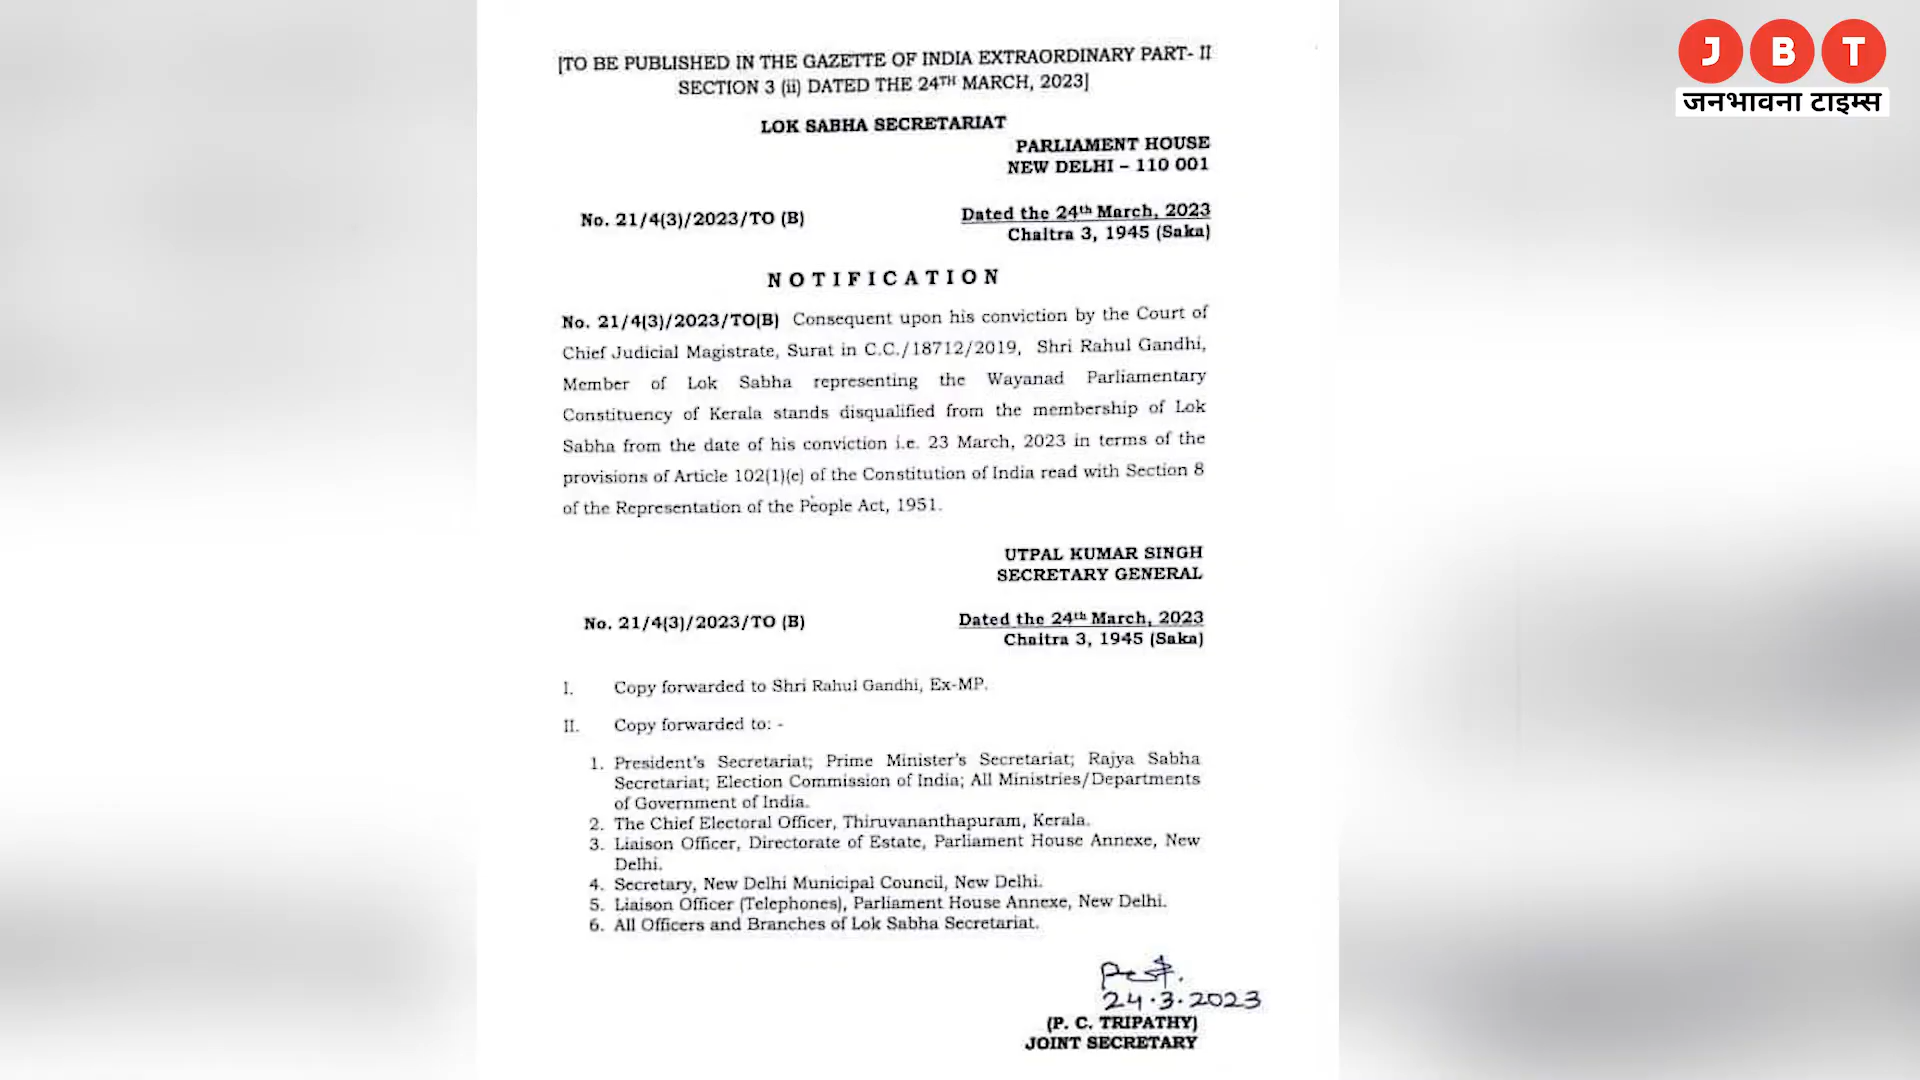 [TO BE PUBLISHED IN THE GAZETTE OF INDIA EXTRAORDINARY PART- II
SECTION 3 (ii) DATED THE 24TH MARCH, 2023]
LOK SABHA SECRETARIAT
PARLIAMENT HOUSE
NEW DELHI – 110 001
No. 21/4(3)/2023/TO (B)
Dated the 24th March, 2023
Chaitra 3, 1945 (Saka)
NOTIFICATION
No. 21/4(3)/2023/TO(B) Consequent upon his conviction by the Court of
Chief Judicial Magistrate, Surat in C.C./18712/2019, Shri Rahul Gandhi,
Member of Lok Sabha representing the Wayanad Parliamentary
Constituency of Kerala stands disqualified from the membership of Lok
Sabha from the date of his conviction i.e. 23 March, 2023 in terms of the
provisions of Article 102(1)(e) of the Constitution of India read with Section 8
of the Representation of the People Act, 1951.
UTPAL KUMAR SINGH
SECRETARY GENERAL
No. 21/4(3)/2023/TO (B)
Dated the 24th March, 2023
Chaitra 3, 1945 (Saka)
I. Copy forwarded to Shri Rahul Gandhi, Ex-MP.
II. Copy forwarded to: -
1. President's Secretariat; Prime Minister's Secretariat; Rajya Sabha
Secretariat; Election Commission of India; All Ministries/Departments
of Government of India.
2. The Chief Electoral Officer, Thiruvananthapuram, Kerala.
3. Liaison Officer, Directorate of Estate, Parliament House Annexe, New
Delhi.
4. Secretary, New Delhi Municipal Council, New Delhi.
5. Liaison Officer (Telephones), Parliament House Annexe, New Delhi.
6. All Officers and Branches of Lok Sabha Secretariat.
24.3.2023
(P. C. TRIPATHY)
JOINT SECRETARY
JBT
जनभावना टाइम्स